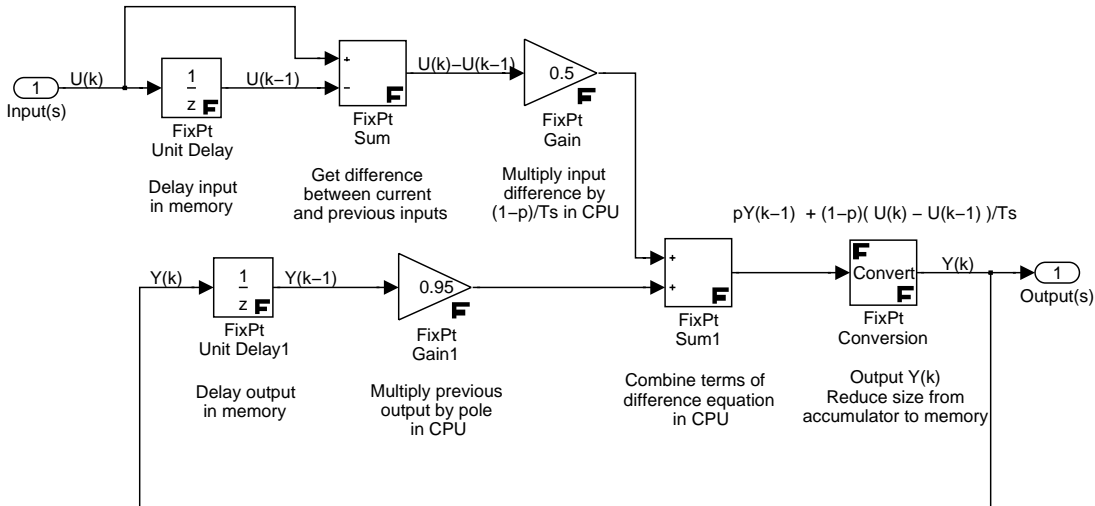 1
Input(s)
U(k)
1
z
F
FixPt
Unit Delay
Delay input
in memory
U(k−1)
+
−
F
FixPt
Sum
Get difference
between current
and previous inputs
U(k)−U(k−1)
0.5
F
FixPt
Gain
Multiply input
difference by
(1−p)/Ts in CPU
Y(k)
1
z
F
FixPt
Unit Delay1
Delay output
in memory
Y(k−1)
0.95
F
FixPt
Gain1
Multiply previous
output by pole
in CPU
+
+
F
FixPt
Sum1
Combine terms of
difference equation
in CPU
pY(k−1) + (1−p)( U(k) − U(k−1) )/Ts
F
Convert
F
FixPt
Conversion
Output Y(k)
Reduce size from
accumulator to memory
Y(k)
1
Output(s)